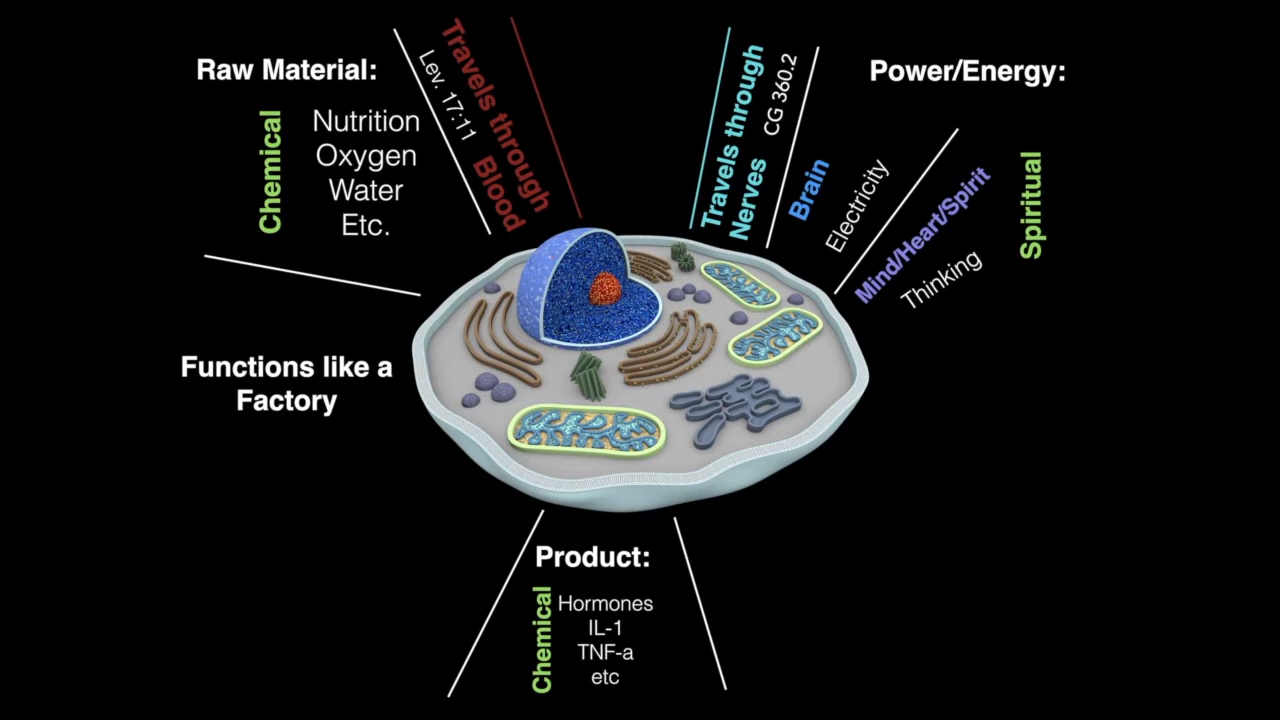 Raw Material:
Chemical
Nutrition
Oxygen
Water
Etc.
Lev. 17:11
Travels through
Blood
Travels through
Nerves
CG 360.2
Brain
Electricity
Power/Energy:
Mind/Heart/Spirit
Thinking
Spiritual
Functions like a
Factory
Product:
Chemical
Hormones
IL-1
TNF-a
etc